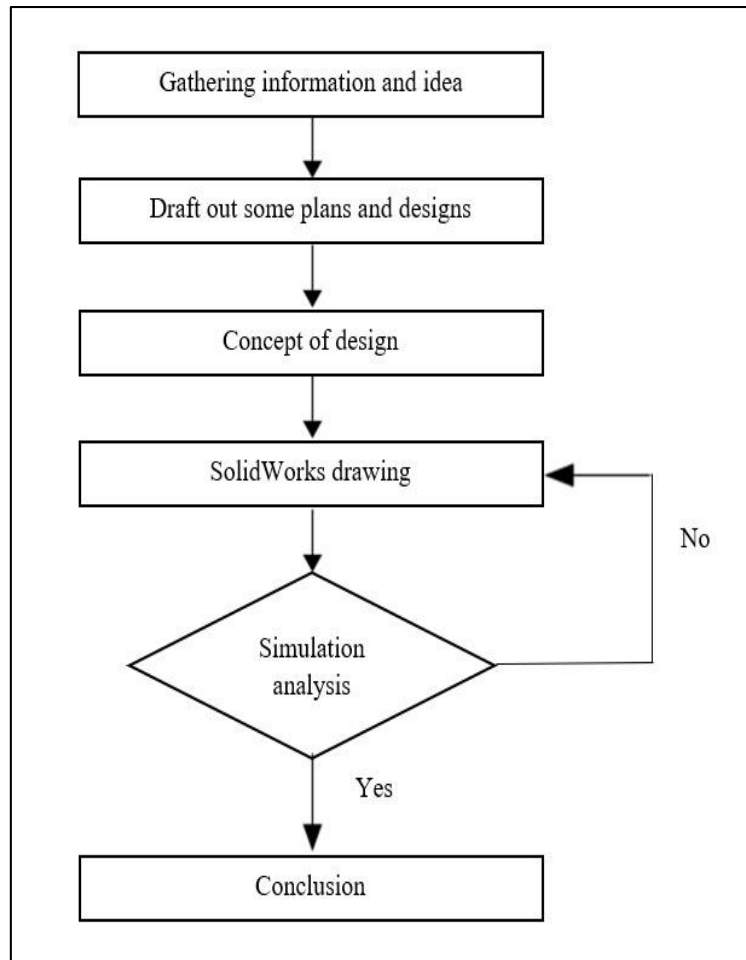 Gathering information and idea
Draft out some plans and designs
Concept of design
SolidWorks drawing
No
Simulation
analysis
Yes
Conclusion